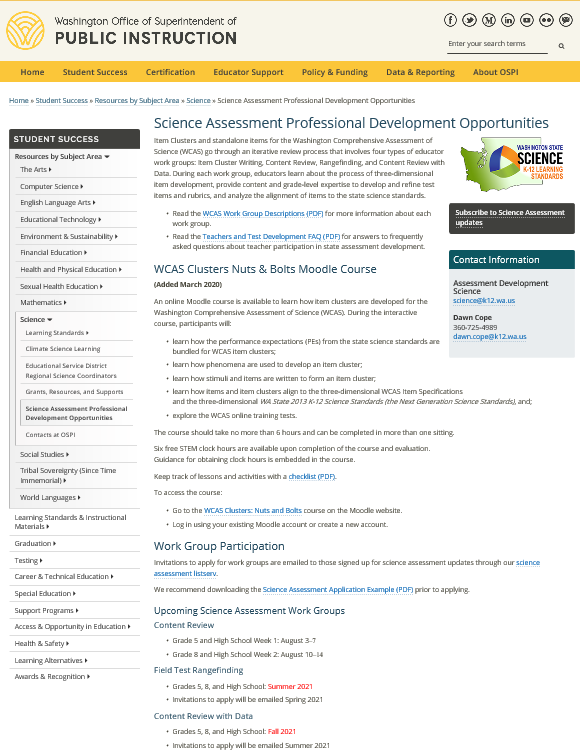 Washington Office of Superintendent of
PUBLIC INSTRUCTION
Enter your search terms
Home
Student Success
Certification
Educator Support
Policy & Funding
Data & Reporting
About OSPI
Home » Student Success » Resources by Subject Area » Science » Science Assessment Professional Development Opportunities
STUDENT SUCCESS
Resources by Subject Area
The Arts
Computer Science
English Language Arts
Educational Technology
Environment & Sustainability
Financial Education
Health and Physical Education
Sexual Health Education
Mathematics
Science
Learning Standards
Climate Science Learning
Educational Service District
Regional Science Coordinators
Grants, Resources, and Supports
Science Assessment Professional
Development Opportunities
Contacts at OSPI
Social Studies
Tribal Sovereignty (Since Time
Immemorial)
World Languages
Learning Standards & Instructional
Materials
Graduation
Testing
Career & Technical Education
Special Education
Support Programs
Access & Opportunity in Education
Health & Safety
Learning Alternatives
Awards & Recognition
Science Assessment Professional Development Opportunities
Item Clusters and standalone items for the Washington Comprehensive Assessment of
Science (WCAS) go through an iterative review process that involves four types of educator
work groups: Item Cluster Writing, Content Review, Rangefinding, and Content Review with
Data. During each work group, educators learn about the process of three-dimensional
item development, provide content and grade-level expertise to develop and refine test
items and rubrics, and analyze the alignment of items to the state science standards.
• Read the WCAS Work Group Descriptions (PDF) for more information about each
work group.
• Read the Teachers and Test Development FAQ (PDF) for answers to frequently
asked questions about teacher participation in state assessment development.
WCAS Clusters Nuts & Bolts Moodle Course
(Added March 2020)
An online Moodle course is available to learn how item clusters are developed for the
Washington Comprehensive Assessment of Science (WCAS). During the interactive
course, participants will:
• learn how the performance expectations (PEs) from the state science standards are
bundled for WCAS item clusters;
• learn how phenomena are used to develop an item cluster;
• learn how stimuli and items are written to form an item cluster;
• learn how items and item clusters align to the three-dimensional WCAS Item Specifications
and the three-dimensional WA State 2013 K-12 Science Standards (the Next Generation Science Standards), and;
• explore the WCAS online training tests.
The course should take no more than 6 hours and can be completed in more than one sitting.
Six free STEM clock hours are available upon completion of the course and evaluation.
Guidance for obtaining clock hours is embedded in the course.
Keep track of lessons and activities with a checklist (PDF).
To access the course:
• Go to the WCAS Clusters: Nuts and Bolts course on the Moodle website.
• Log in using your existing Moodle account or create a new account.
Work Group Participation
Invitations to apply for work groups are emailed to those signed up for science assessment updates through our science
assessment listserv.
We recommend downloading the Science Assessment Application Example (PDF) prior to applying.
Upcoming Science Assessment Work Groups
Content Review
• Grade 5 and High School Week 1: August 3–7
• Grade 8 and High School Week 2: August 10–14
Field Test Rangefinding
• Grades 5, 8, and High School: Summer 2021
• Invitations to apply will be emailed Spring 2021
Content Review with Data
• Grades 5, 8, and High School: Fall 2021
• Invitations to apply will be emailed Summer 2021
WASHINGTON STATE
SCIENCE
K-12 LEARNING
STANDARDS
Subscribe to Science Assessment
updates
Contact Information
Assessment Development
Science
science@k12.wa.us
Dawn Cope
360-725-4989
dawn.cope@k12.wa.us